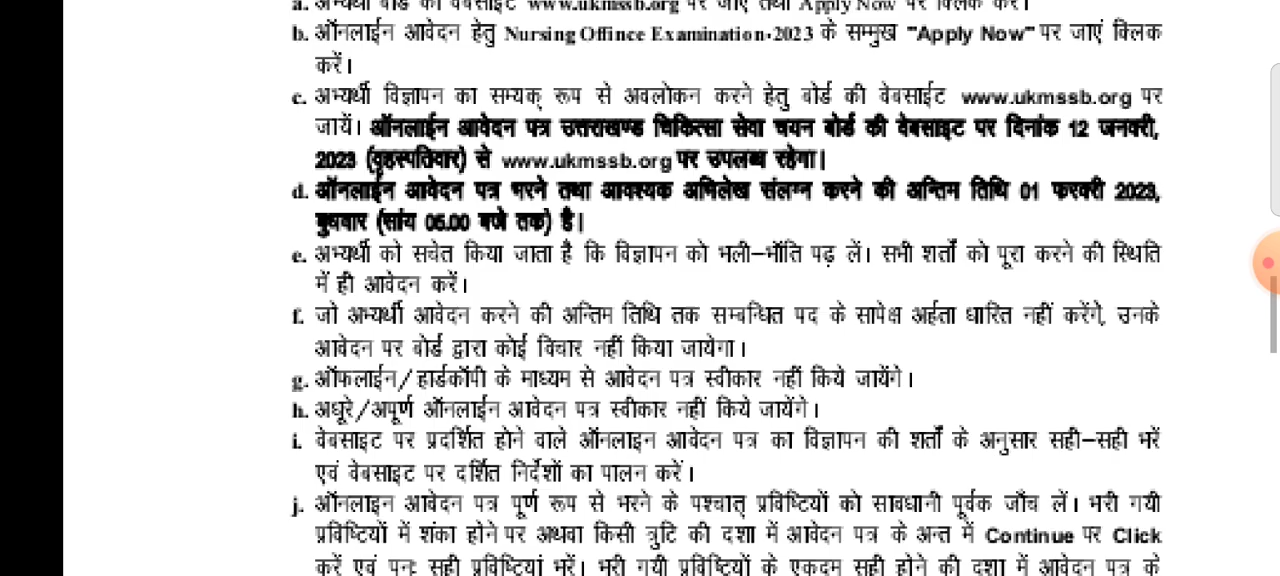 a. अभ्यर्थी बोर्ड की वेबसाईट www.ukmssb.org पर जाएं तथा Apply Now पर क्लिक करें।
b. ऑनलाईन आवेदन हेतु Nursing Offince Examination-2023 के सम्मुख "Apply Now" पर जाएं क्लिक
करें।
c. अभ्यर्थी विज्ञापन का सम्यक् रूप से अवलोकन करने हेतु बोर्ड की वेबसाईट www.ukmssb.org पर
जायें। ऑनलाईन आवेदन पत्र उत्तराखण्ड चिकित्सा सेवा चयन बोर्ड की वेबसाइट पर दिनांक 12 जनवरी,
2023 (वृहस्पतिवार) से www.ukmssb.org पर उपलब्ध रहेगा।
d. ऑनलाईन आवेदन पत्र भरने तथा आवश्यक अभिलेख संलग्न करने की अन्तिम तिथि 01 फरवरी 2023,
बुधवार (सांय 05.00 बजे तक) है।
e. अभ्यर्थी को सचेत किया जाता है कि विज्ञापन को भली–भाँति पढ़ लें। सभी शर्तों को पूरा करने की स्थिति
में ही आवेदन करें।
f. जो अभ्यर्थी आवेदन करने की अन्तिम तिथि तक सम्बन्धित पद के सापेक्ष अर्हता धारित नहीं करेंगे, उनके
आवेदन पर बोर्ड द्वारा कोई विचार नहीं किया जायेगा।
g. ऑफलाईन/हार्डकॉपी के माध्यम से आवेदन पत्र स्वीकार नहीं किये जायेंगे।
h. अधूरे/अपूर्ण ऑनलाईन आवेदन पत्र स्वीकार नहीं किये जायेंगे।
i. वेबसाइट पर प्रदर्शित होने वाले ऑनलाइन आवेदन पत्र का विज्ञापन की शर्तों के अनुसार सही–सही भरें
एवं वेबसाइट पर दर्शित निर्देशों का पालन करें।
j. ऑनलाइन आवेदन पत्र पूर्ण रूप से भरने के पश्चात् प्रविष्टियों को सावधानी पूर्वक जाँच लें। भरी गयी
प्रविष्टियों में शंका होने पर अथवा किसी त्रुटि की दशा में आवेदन पत्र के अन्त में Continue पर Click
करें एवं पुनः सही प्रविष्टियां भरें। भरी गयी प्रविष्टियों के एकदम सही होने की दशा में आवेदन पत्र के